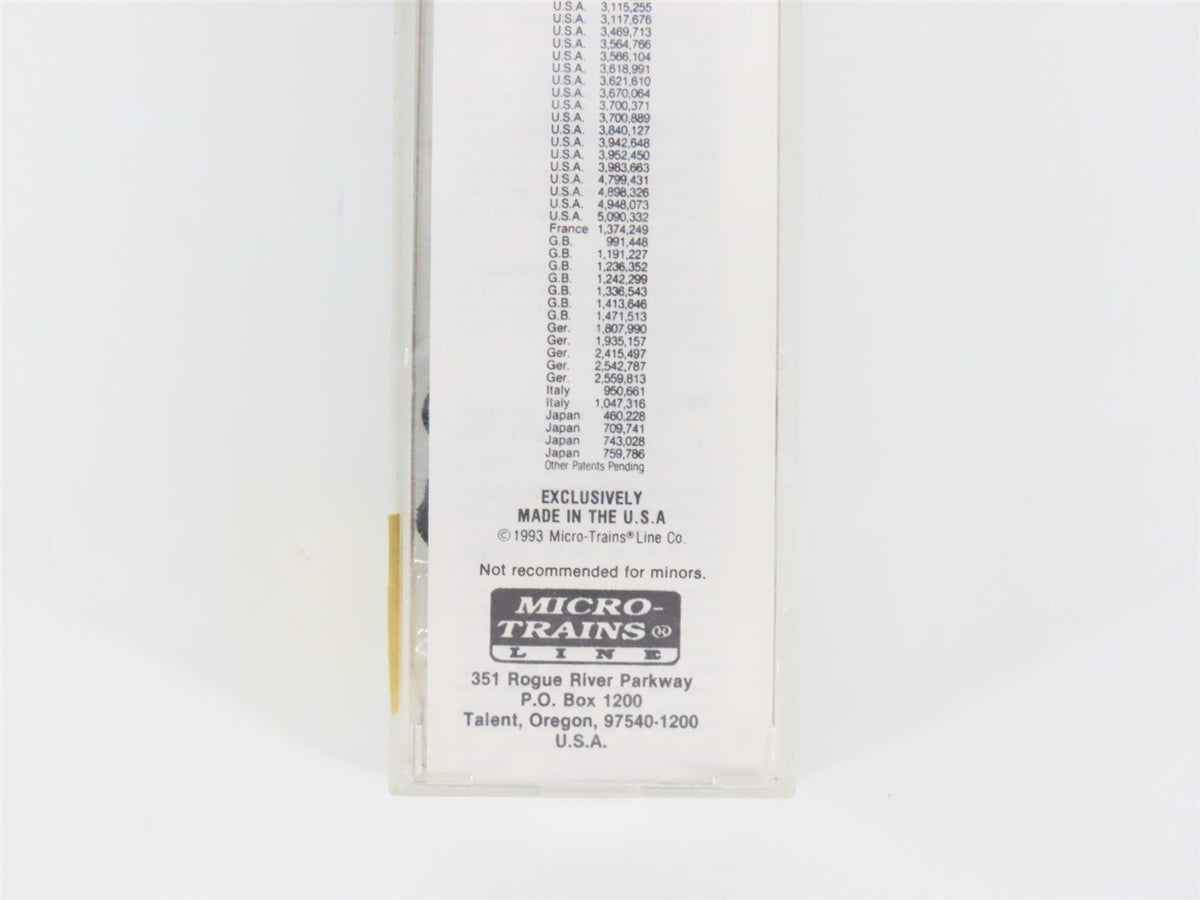 U.S.A. 3,115,255
U.S.A. 3,117,676
U.S.A. 3,469,713
U.S.A. 3,564,766
U.S.A. 3,566,104
U.S.A. 3,618,991
U.S.A. 3,621,610
U.S.A. 3,670,064
U.S.A. 3,700,371
U.S.A. 3,700,889
U.S.A. 3,840,127
U.S.A. 3,942,648
U.S.A. 3,952,450
U.S.A. 3,983,663
U.S.A. 4,799,431
U.S.A. 4,898,326
U.S.A. 4,948,073
U.S.A. 5,090,332
France 1,374,249
G.B. 991,448
G.B. 1,191,227
G.B. 1,236,352
G.B. 1,242,299
G.B. 1,336,543
G.B. 1,413,646
G.B. 1,471,513
Ger. 1,807,990
Ger. 1,935,157
Ger. 2,415,497
Ger. 2,542,787
Ger. 2,559,813
Italy 950,661
Italy 1,047,316
Japan 460,228
Japan 709,741
Japan 743,028
Japan 759,786
Other Patents Pending
EXCLUSIVELY
MADE IN THE U.S.A
©1993 Micro-Trains® Line Co.
Not recommended for minors.
MICRO-
TRAINS ®
LINE
351 Rogue River Parkway
P.O. Box 1200
Talent, Oregon, 97540-1200
U.S.A.